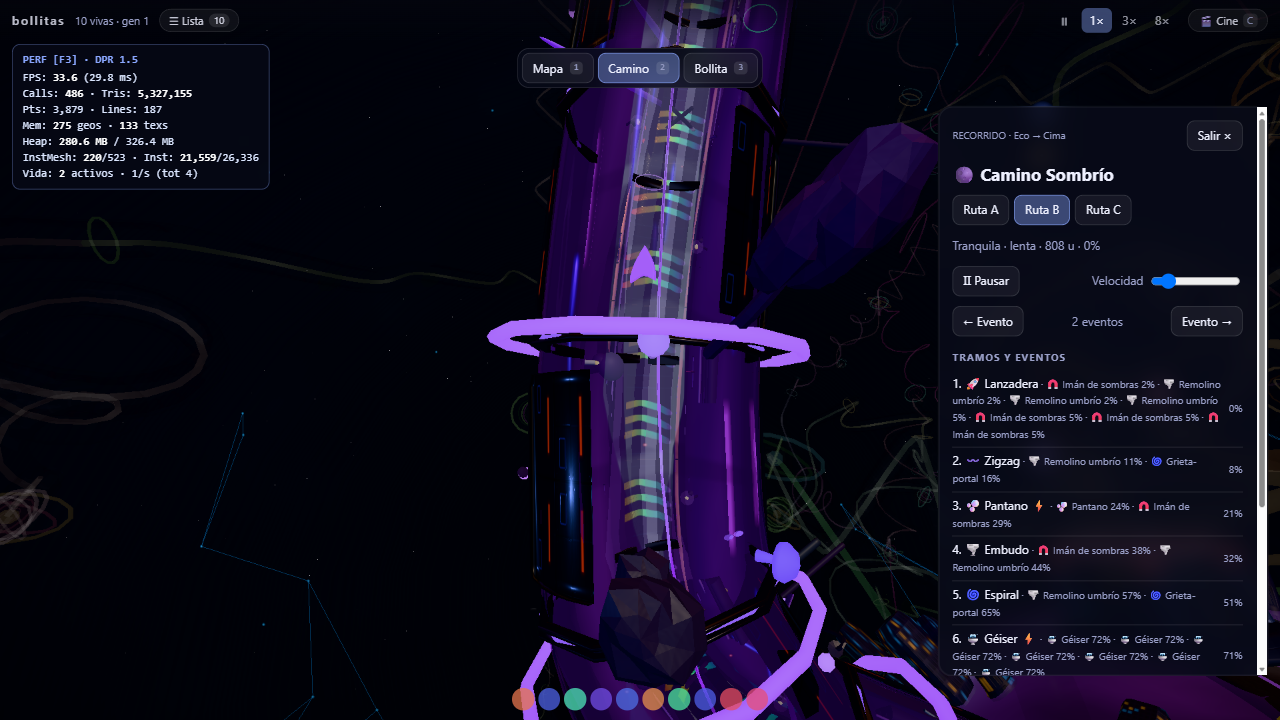 bollitas 10 vivas · gen 1 ☰ Lista 10
1× 3× 8× Cine C
PERF [F3] · DPR 1.5
FPS: 33.6 (29.8 ms)
Calls: 486 · Tris: 5,327,155
Pts: 3,879 · Lines: 187
Mem: 275 geos · 133 texs
Heap: 280.6 MB / 326.4 MB
InstMesh: 220/523 · Inst: 21,559/26,336
Vida: 2 activos · 1/s (tot 4)
Mapa 1 Camino 2 Bollita 3
RECORRIDO · Eco → Cima
Salir ×
Camino Sombrío
Ruta A Ruta B Ruta C
Tranquila · lenta · 808 u · 0%
Pausar Velocidad
← Evento 2 eventos Evento →
TRAMOS Y EVENTOS
1. Lanzadera · Imán de sombras 2% · Remolino
umbrío 2% · Remolino umbrío 2% · Remolino umbrío
5% · Imán de sombras 5% · Imán de sombras 5% ·
Imán de sombras 5%
0%
2. Zigzag · Remolino umbrío 11% · Grieta-
portal 16%
8%
3. Pantano · Pantano 24% · Imán de
sombras 29%
21%
4. Embudo · Imán de sombras 38% ·
Remolino umbrío 44%
32%
5. Espiral · Remolino umbrío 57% · Grieta-
portal 65%
51%
6. Géiser · Géiser 72% · Géiser 72% ·
Géiser 72% · Géiser 72% · Géiser 72% · Géiser
72% · Géiser 72%
71%